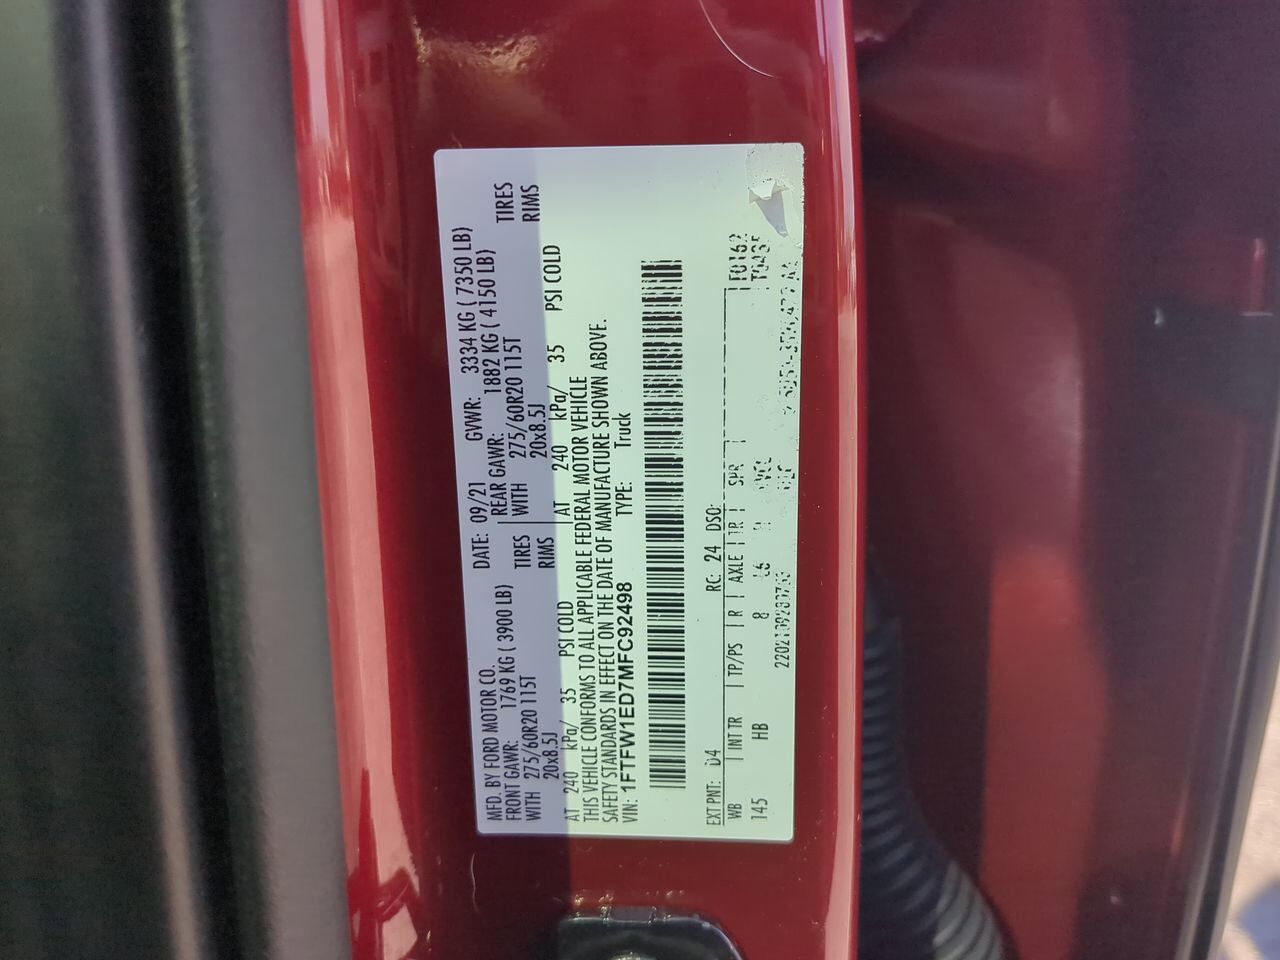 MFD. BY FORD MOTOR CO. DATE: 09/21 GVWR: 3334 KG ( 7350 LB)
FRONT GAWR: 1769 KG ( 3900 LB) REAR GAWR: 1882 KG ( 4150 LB)
WITH 275/60R20 115T TIRES WITH 275/60R20 115T TIRES
20x8.5J RIMS 20x8.5J RIMS
AT 240 kPa/ 35 PSI COLD AT 240 kPa/ 35 PSI COLD
THIS VEHICLE CONFORMS TO ALL APPLICABLE FEDERAL MOTOR VEHICLE
SAFETY STANDARDS IN EFFECT ON THE DATE OF MANUFACTURE SHOWN ABOVE.
VIN: 1FTFW1ED7MFC92498 TYPE: Truck
EXT PNT: D4 RC: 24 DSO: F0162
WB INT TR TP/PS R AXLE TR SPR
145 HB 8